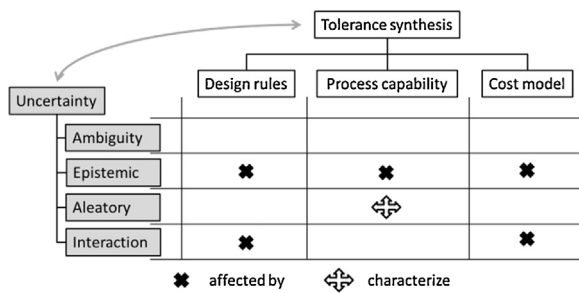 Tolerance synthesis
Design rules Process capability Cost model
Uncertainty
Ambiguity
Epistemic
Aleatory
Interaction
affected by characterize